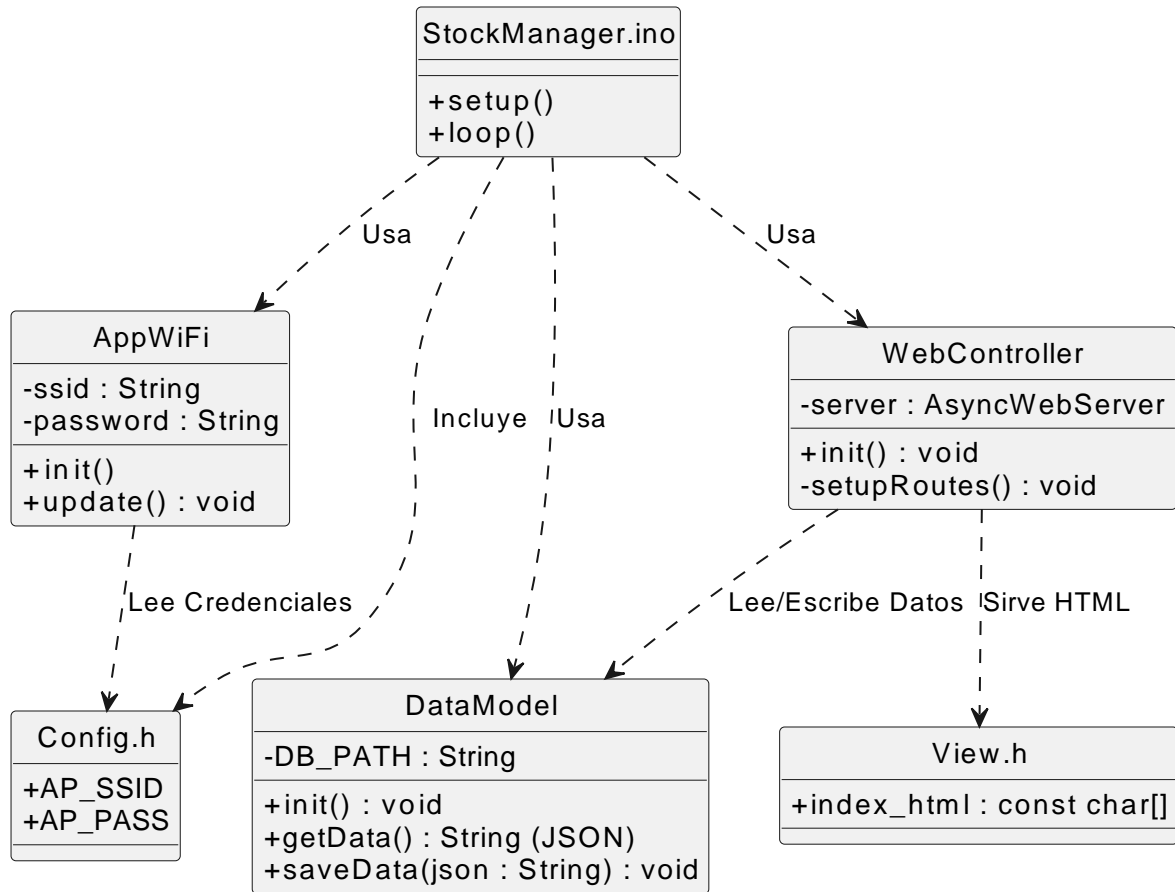 StockManager.ino
+setup()
+loop()
Usa
Usa
AppWiFi
-ssid : String
-password : String
+init()
+update() : void
WebController
-server : AsyncWebServer
+init() : void
-setupRoutes() : void
Incluye
Usa
Lee Credenciales
Lee/Escribe Datos
Sirve HTML
Config.h
+AP_SSID
+AP_PASS
DataModel
-DB_PATH : String
+init() : void
+getData() : String (JSON)
+saveData(json : String) : void
View.h
+index_html : const char[]